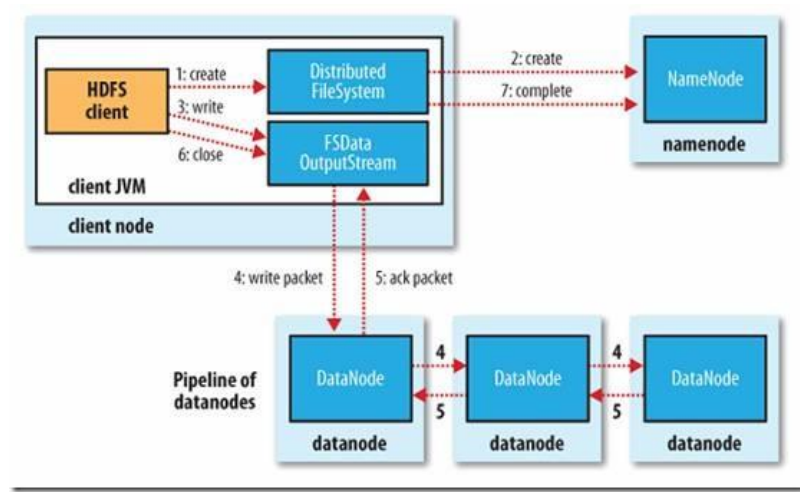 HDFS
client
1: create
3: write
6: close
Distributed
FileSystem
FSData
OutputStream
client JVM
client node
2: create
7: complete
NameNode
namenode
4: write packet
5: ack packet
Pipeline of
datanodes
DataNode
datanode
4
5
DataNode
datanode
4
5
DataNode
datanode